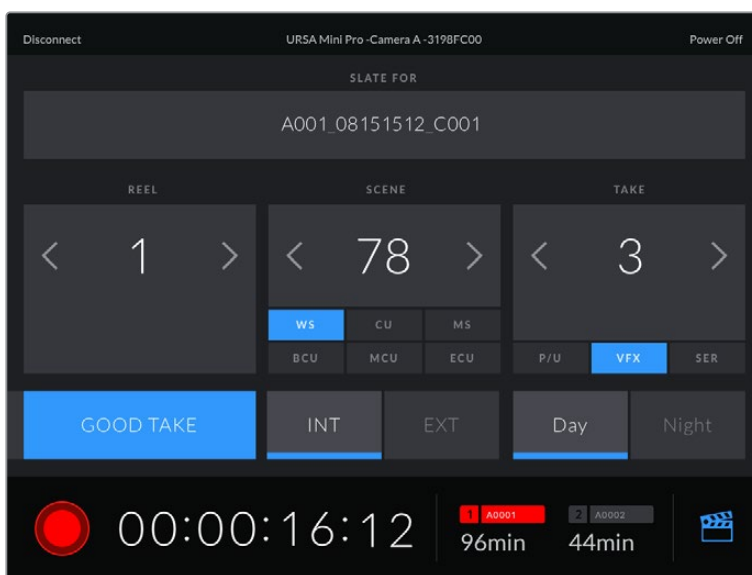 Disconnect URSA Mini Pro -Camera A -3198FC00 Power Off
SLATE FOR
A001_08151512_C001
REEL SCENE TAKE
1 78 3
WS CU MS
BCU MCU ECU P/U VFX SER
GOOD TAKE INT EXT Day Night
00:00:16:12 1 A0001 2 A0002
96min 44min